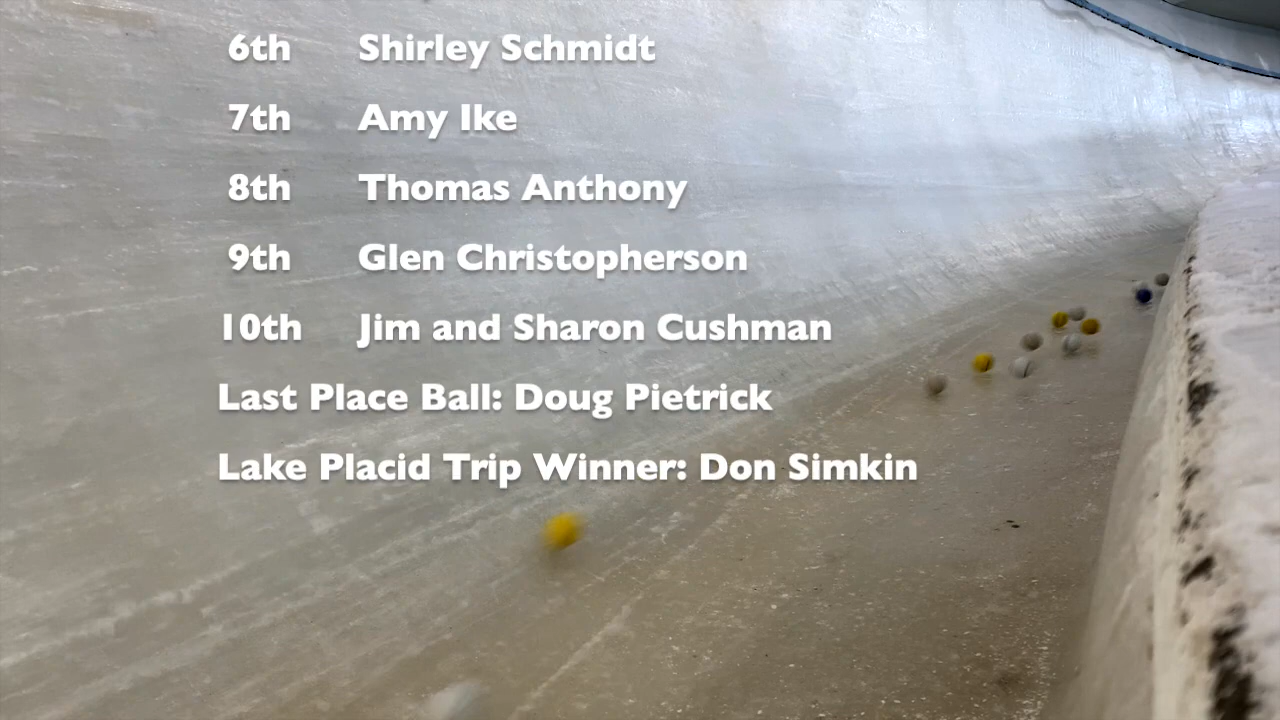 6th Shirley Schmidt
7th Amy Ike
8th Thomas Anthony
9th Glen Christopherson
10th Jim and Sharon Cushman
Last Place Ball: Doug Pietrick
Lake Placid Trip Winner: Don Simkin